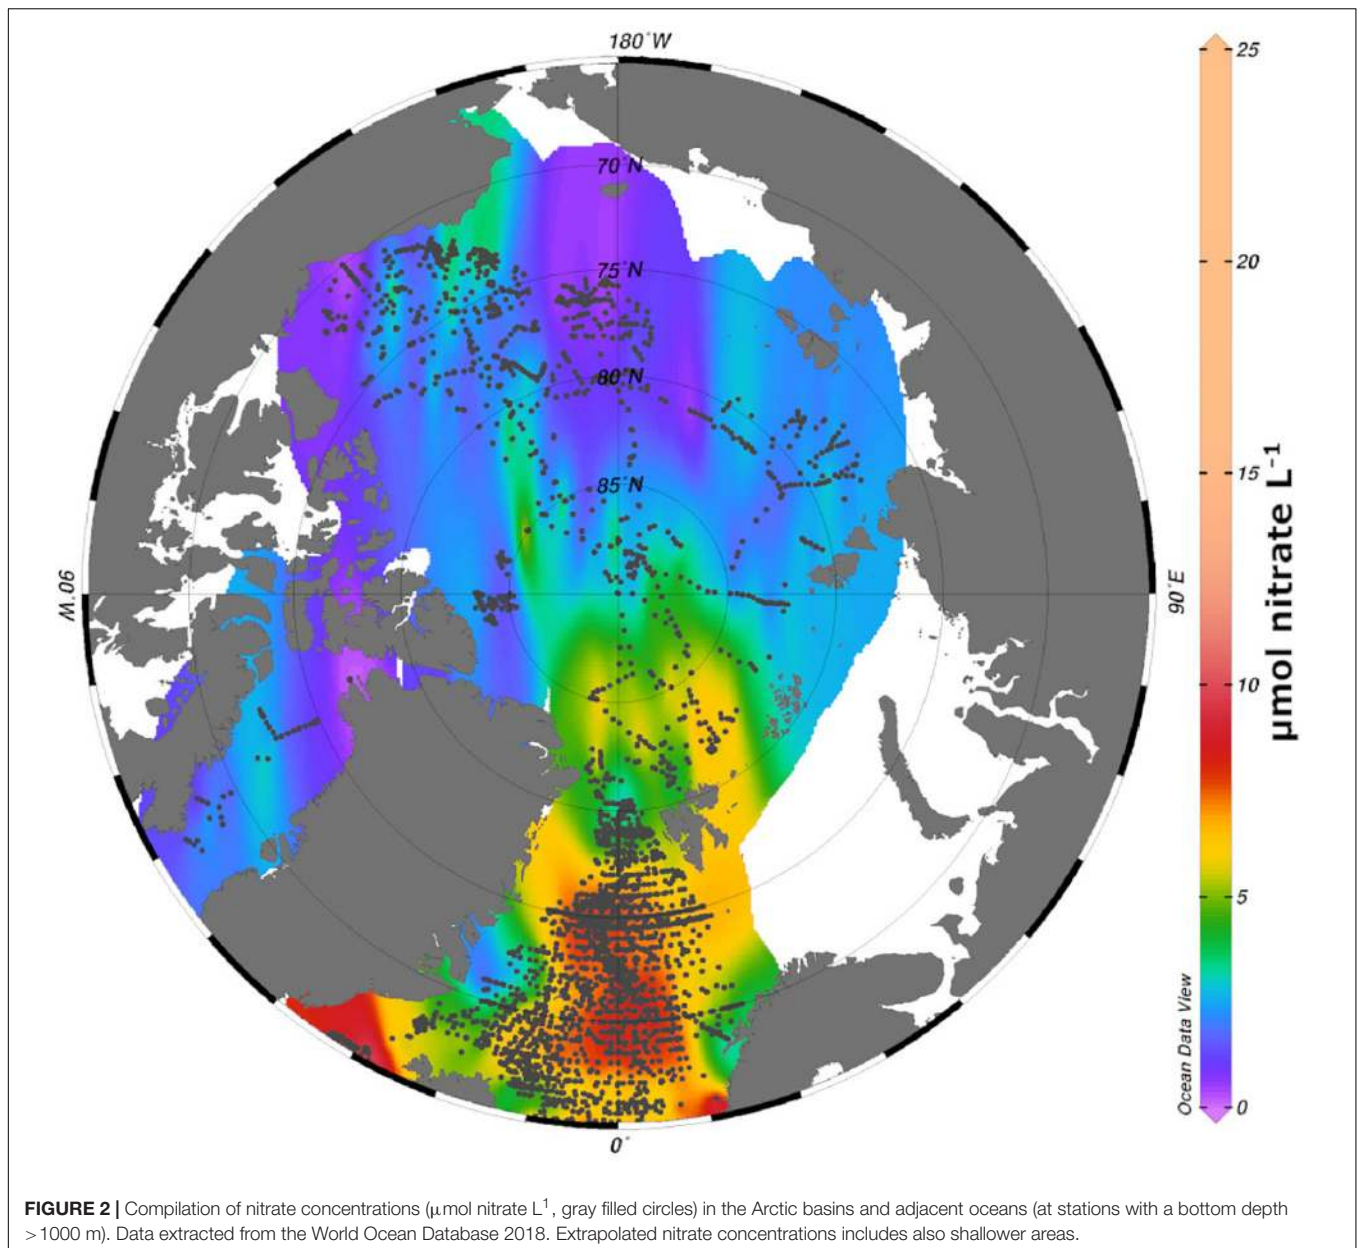 180°W
70°N
75°N
80°N
85°N
90°W
90°E
0°
25
20
15
10
5
0
μmol nitrate L-1
Ocean Data View
FIGURE 2 | Compilation of nitrate concentrations (μmol nitrate L1, gray filled circles) in the Arctic basins and adjacent oceans (at stations with a bottom depth
>1000 m). Data extracted from the World Ocean Database 2018. Extrapolated nitrate concentrations includes also shallower areas.